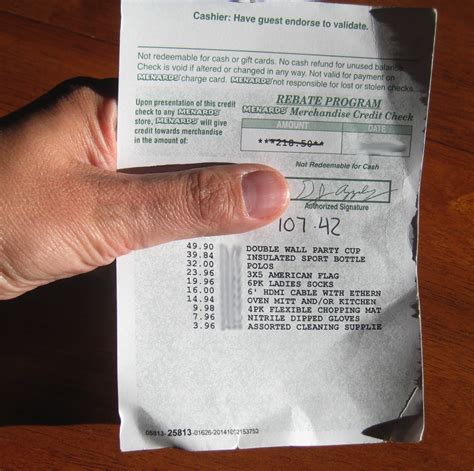 Cashier: Have guest endorse to validate.
Not redeemable for cash or gift cards. No cash refund for unused balance.
Check is void if altered or changed in any way. Not valid for payment on
MENARDS charge card. MENARDS not responsible for lost or stolen checks.
REBATE PROGRAM
MENARDS Merchandise Credit Check
Upon presentation of this credit
check to any MENARDS
store, MENARDS will give
credit towards merchandise
in the amount of:
AMOUNT DATE
***218.50**
Not Redeemable for Cash
Authorized Signature
107.42
49.90 DOUBLE WALL PARTY CUP
39.84 INSULATED SPORT BOTTLE
32.00 POLOS
23.96 3X5 AMERICAN FLAG
19.96 6PK LADIES SOCKS
16.00 6' HDMI CABLE WITH ETHERN
14.94 OVEN MITT AND/OR KITCHEN
9.98 4PK FLEXIBLE CHOPPING MAT
7.96 NITRILE DIPPED GLOVES
3.96 ASSORTED CLEANING SUPPLIE
05813-25813-01626-20141002153750